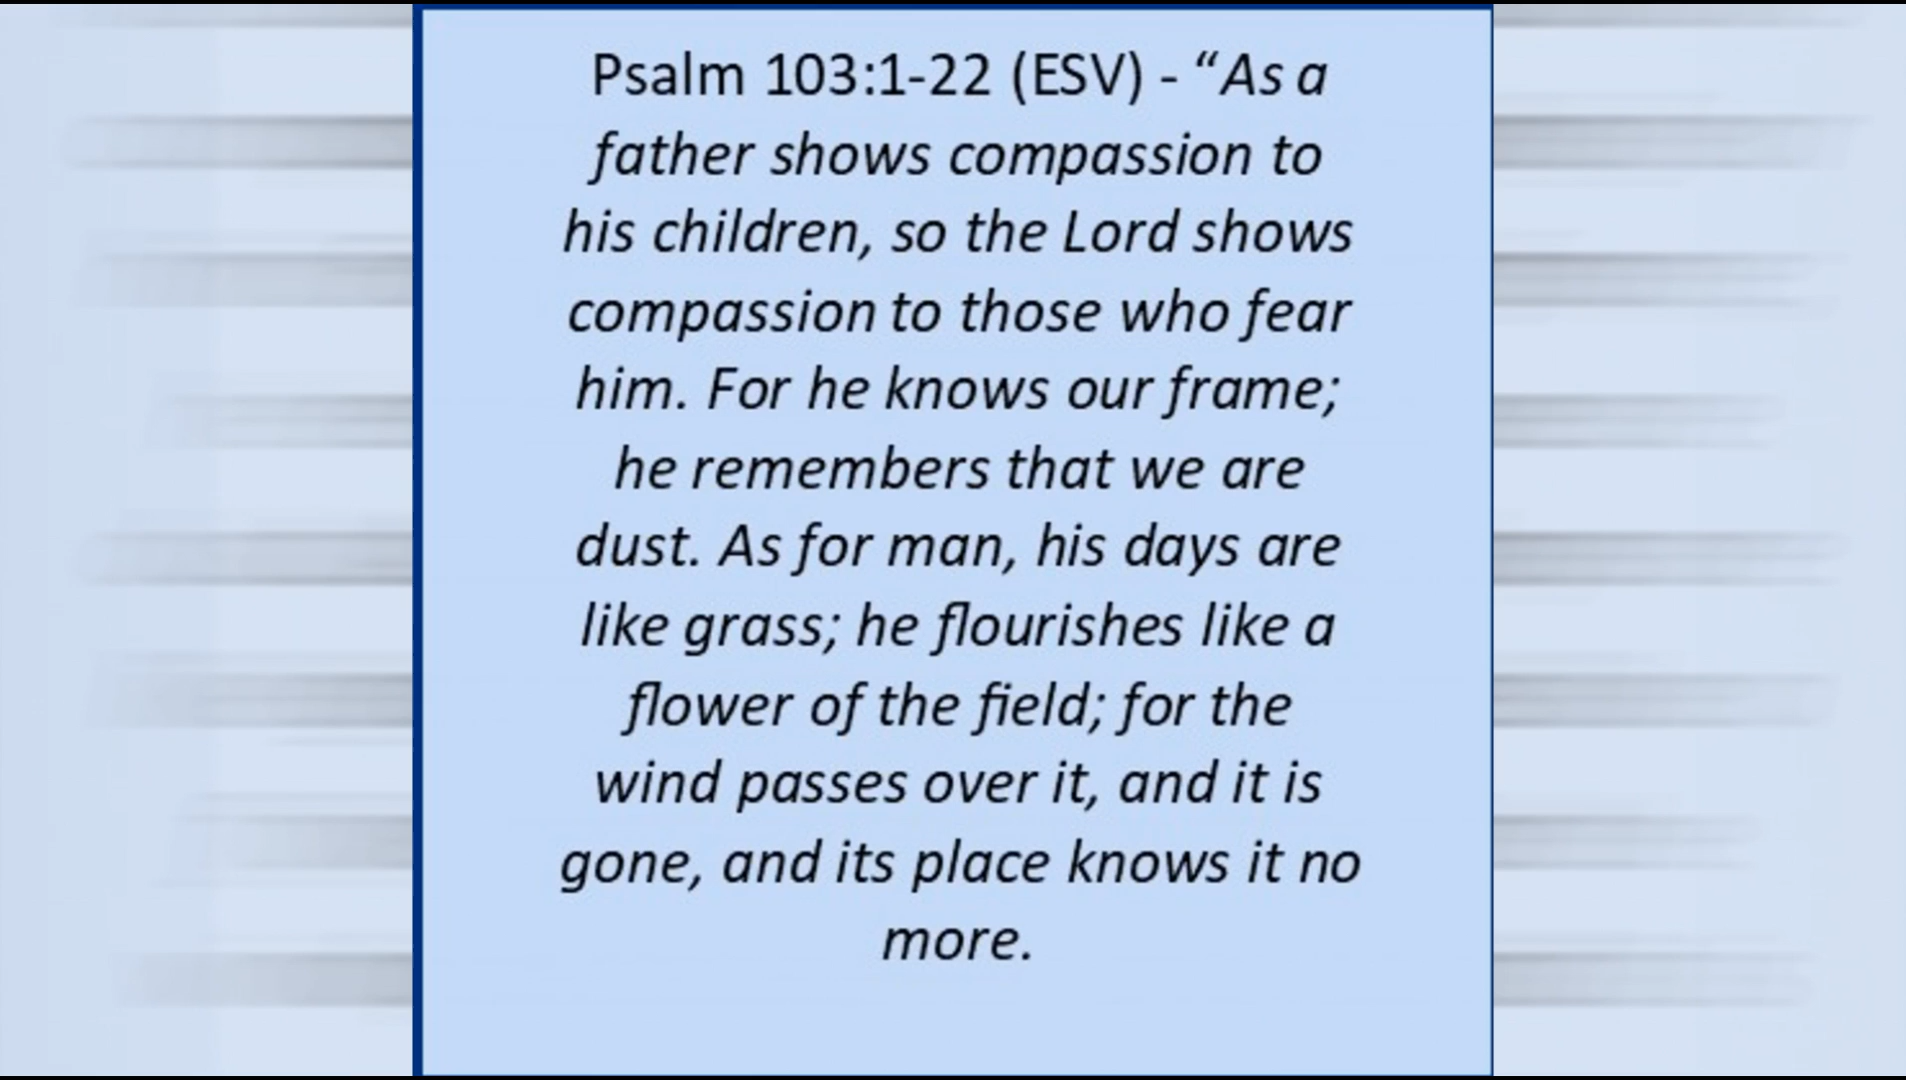 Psalm 103:1-22 (ESV) - “As a
father shows compassion to
his children, so the Lord shows
compassion to those who fear
him. For he knows our frame;
he remembers that we are
dust. As for man, his days are
like grass; he flourishes like a
flower of the field; for the
wind passes over it, and it is
gone, and its place knows it no
more.